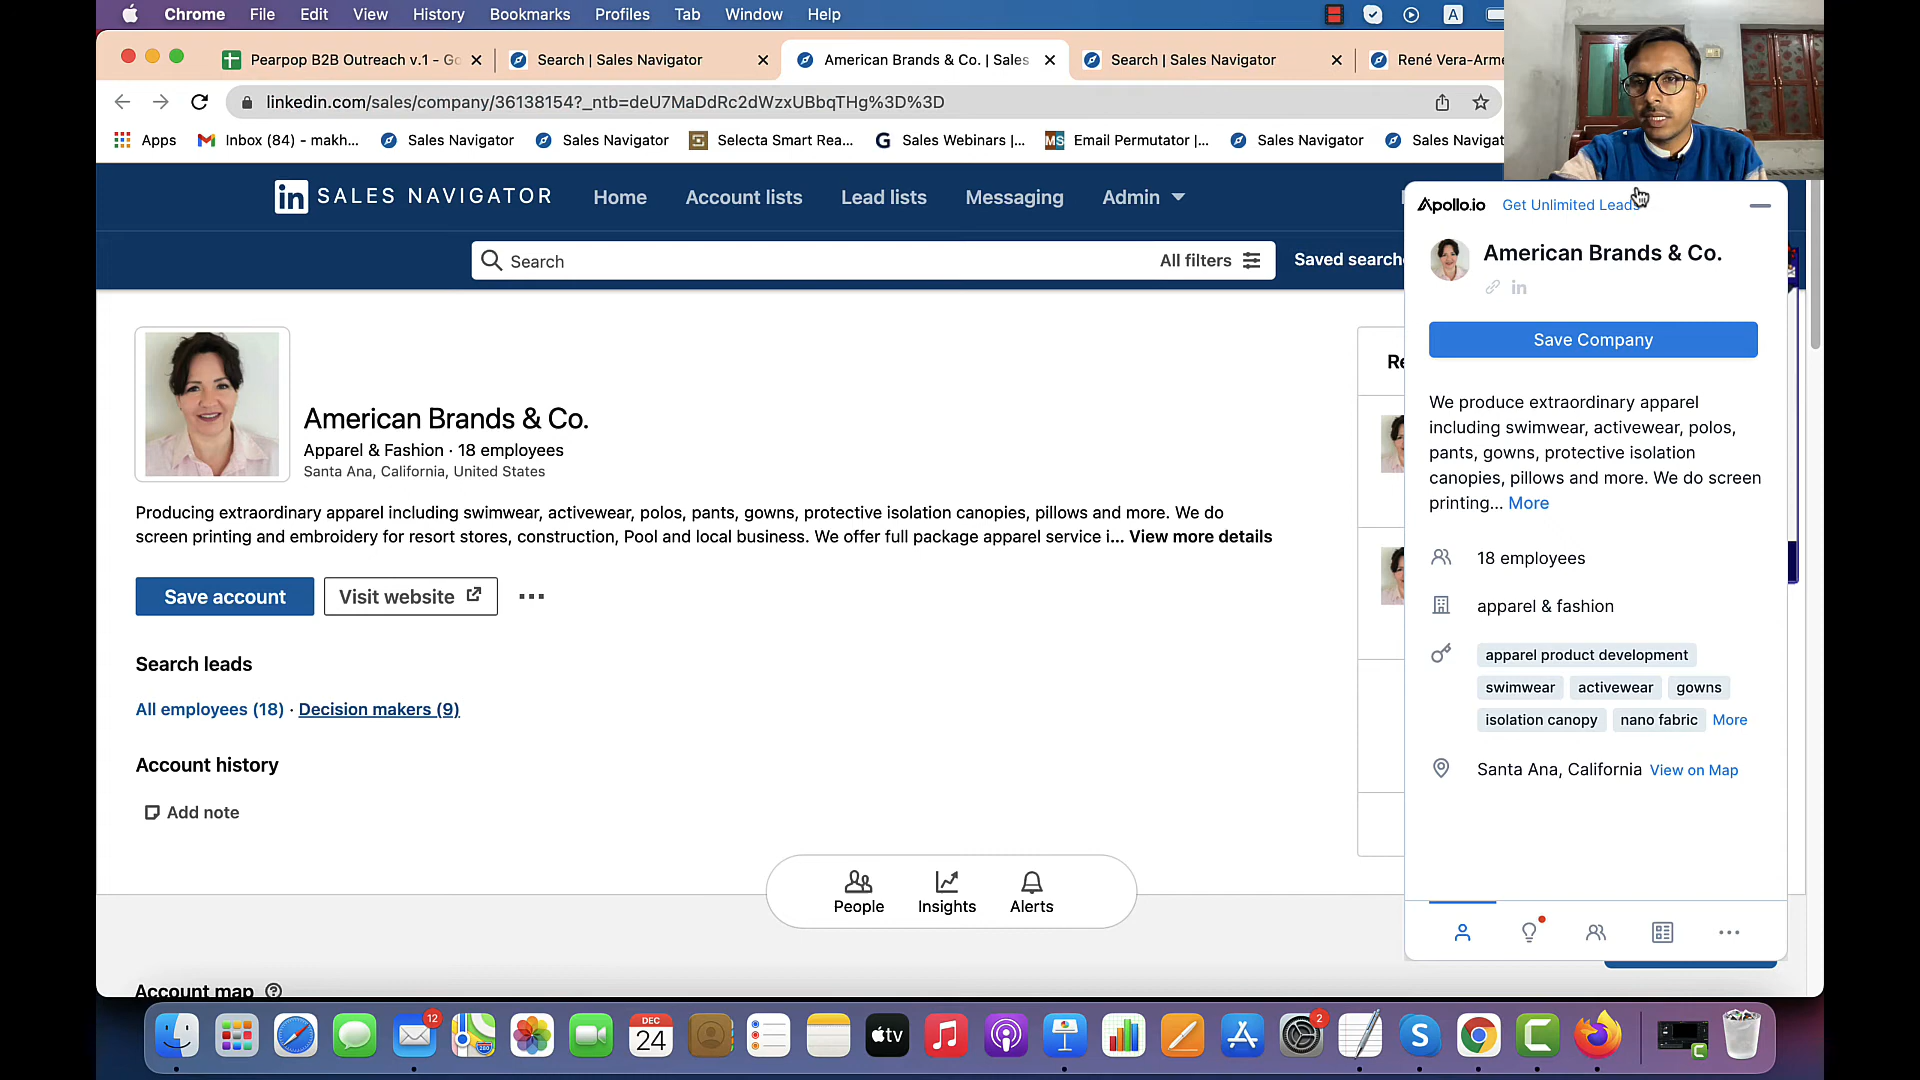 Chrome File Edit View History Bookmarks Profiles Tab Window Help
A
Pearpop B2B Outreach v.1 - Go
Search | Sales Navigator
American Brands & Co. | Sales
Search | Sales Navigator
René Vera-Arme
linkedin.com/sales/company/36138154?_ntb=deU7MaDdRc2dWzxUBbqTHg%3D%3D
Apps
Inbox (84) - makh...
Sales Navigator
Sales Navigator
Selecta Smart Rea...
G Sales Webinars |...
MS Email Permutator |...
Sales Navigator
Sales Navigat
in SALES NAVIGATOR
Home Account lists Lead lists Messaging Admin
Search
All filters
Saved searche
American Brands & Co.
Apparel & Fashion · 18 employees
Santa Ana, California, United States
Producing extraordinary apparel including swimwear, activewear, polos, pants, gowns, protective isolation canopies, pillows and more. We do
screen printing and embroidery for resort stores, construction, Pool and local business. We offer full package apparel service i... View more details
Save account
Visit website
Search leads
All employees (18) · Decision makers (9)
Account history
Add note
People
Insights
Alerts
Account map
Re
Apollo.io Get Unlimited Leads
American Brands & Co.
in
Save Company
We produce extraordinary apparel
including swimwear, activewear, polos,
pants, gowns, protective isolation
canopies, pillows and more. We do screen
printing... More
18 employees
apparel & fashion
apparel product development
swimwear activewear gowns
isolation canopy nano fabric More
Santa Ana, California View on Map
12
DEC
24
tv
2